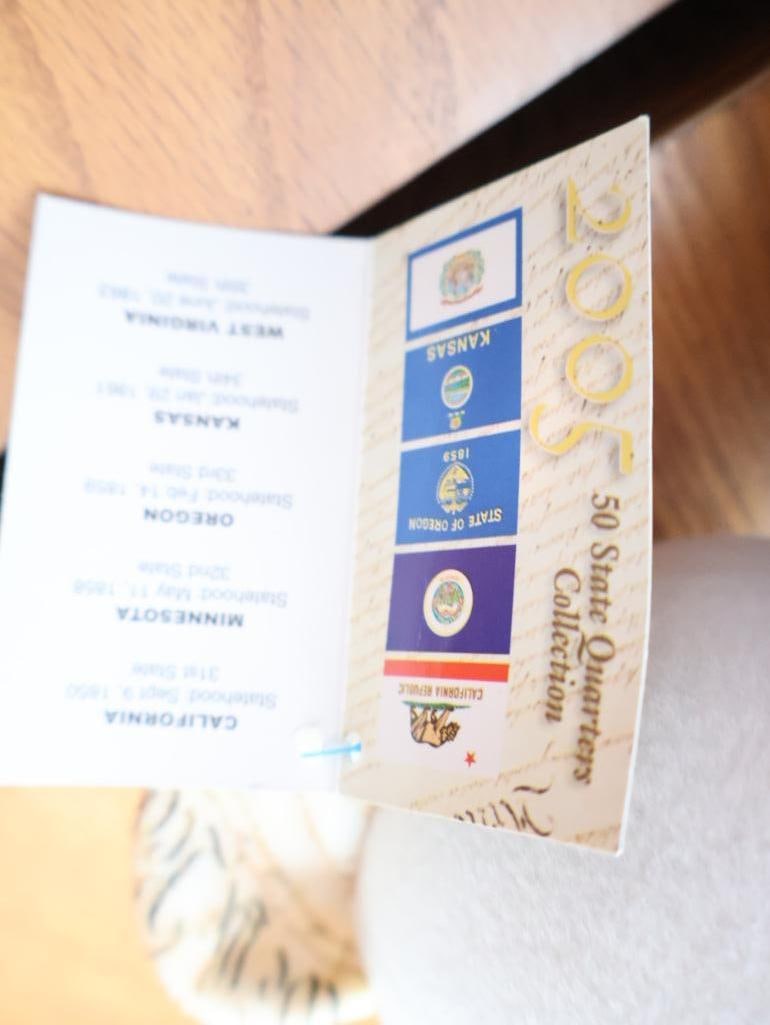 CALIFORNIA
Statehood: Sept 9, 1850
31st State
MINNESOTA
Statehood: May 11, 1858
32nd State
OREGON
Statehood: Feb 14, 1859
33rd State
KANSAS
Statehood: Jan 29, 1861
34th State
WEST VIRGINIA
Statehood: June 20, 1863
35th State
2005
50 State Quarters
Collection
CALIFORNIA REPUBLIC
STATE OF OREGON
1859
KANSAS